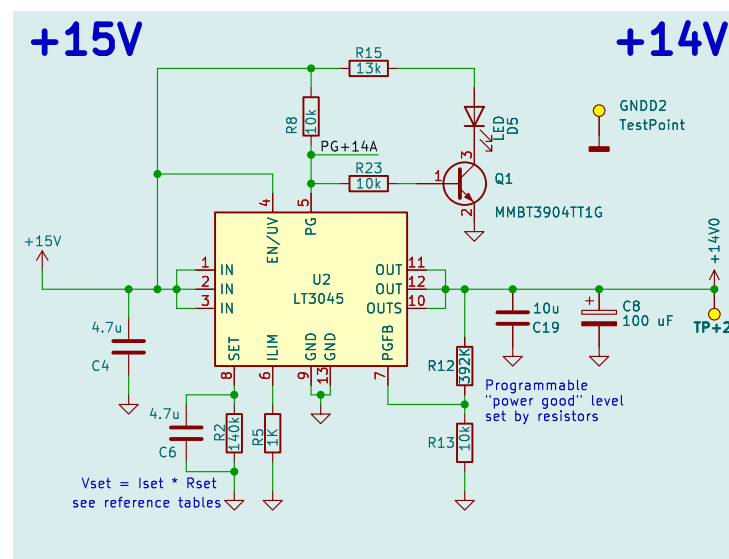 +15V
+14V
R15
13k
R8
10k
LED
D5
GNDD2
TestPoint
PG+14A
R23
10k
3
1
2
Q1
MMBT3904TT1G
4
5
EN/UV
PG
+15V
+14V0
1
2
3
IN
IN
IN
U2
LT3045
OUT
OUT
OUTS
11
12
10
SET
ILIM
GND
GND
PGFB
8
6
9
13
7
4.7u
C4
10u
C19
+
C8
100 uF
TP+2
R12
392K
Programmable
"power good" level
set by resistors
4.7u
C6
R2
140k
R5
1K
R13
10k
Vset = Iset * Rset
see reference tables